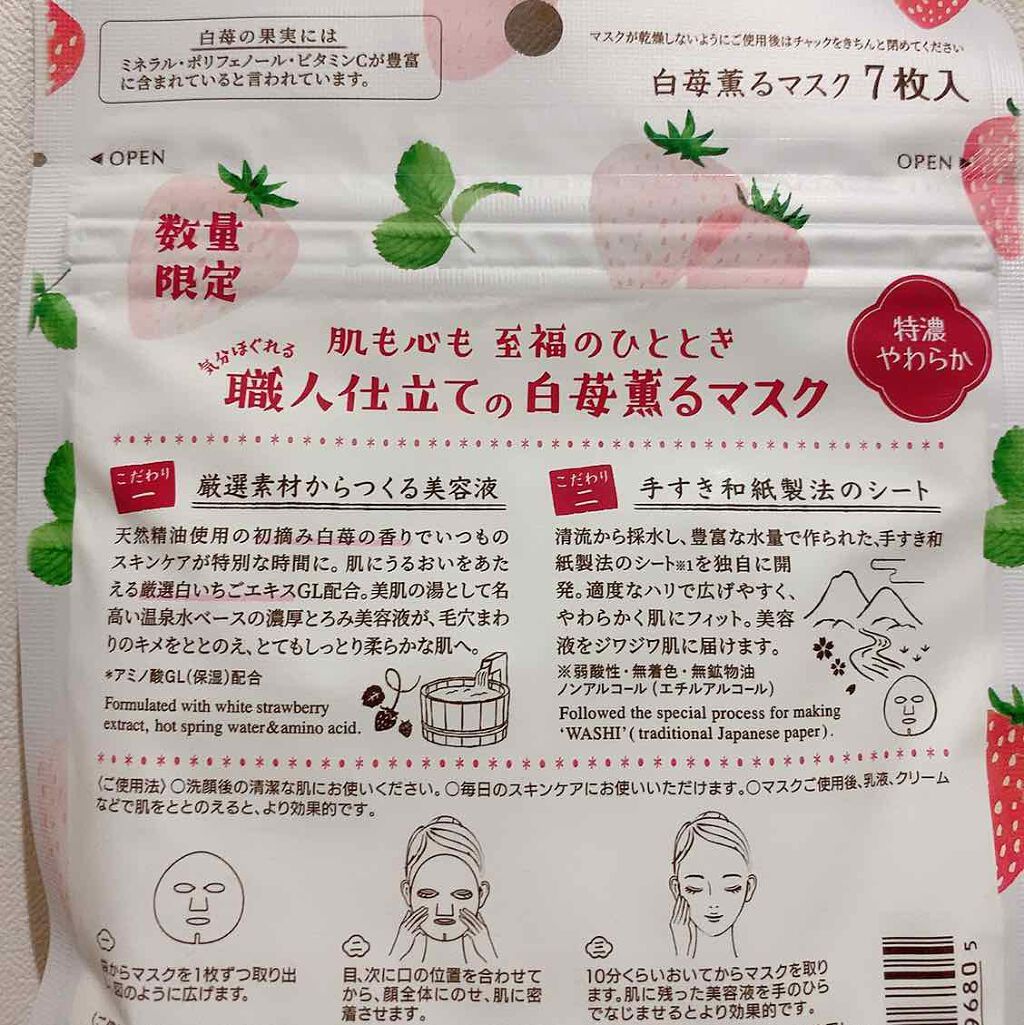 白苺の果実には
ミネラル・ポリフェノール・ビタミンCが豊富
に含まれていると言われています。
マスクが乾燥しないようにご使用後はチャックをきちんと閉めてください
白苺薫るマスク 7枚入
◀ OPEN
OPEN ▶
数量
限定
肌も心も 至福のひととき
気分ほぐれる
職人仕立ての白苺薫るマスク
特濃
やわらか
こだわり
一
厳選素材からつくる美容液
天然精油使用の初摘み白苺の香りでいつもの
スキンケアが特別な時間に。肌にうるおいをあた
える厳選白いちごエキスGL配合。美肌の湯として名
高い温泉水ベースの濃厚とろみ美容液が、毛穴まわ
りのキメをととのえ、とてもしっとり柔らかな肌へ。
*アミノ酸GL(保湿)配合
Formulated with white strawberry
extract, hot spring water&amino acid.
こだわり
二
手すき和紙製法のシート
清流から採水し、豊富な水量で作られた、手すき和
紙製法のシート※1を独自に開
発。適度なハリで広げやすく、
やわらかく肌にフィット。美容
液をジワジワ肌に届けます。
※弱酸性・無着色・無鉱物油
ノンアルコール(エチルアルコール)
Followed the special process for making
‘WASHI’( traditional Japanese paper).
〈ご使用法〉○洗顔後の清潔な肌にお使いください。○毎日のスキンケアにお使いいただけます。○マスクご使用後、乳液、クリーム
などで肌をととのえると、より効果的です。
一
からマスクを1枚ずつ取り出
図のように広げます。
二
目、次に口の位置を合わせて
から、顔全体にのせ、肌に密
着させます。
三
10分くらいおいてからマスクを取り
ます。肌に残った美容液を手のひら
でなじませるとより効果的です。
96805